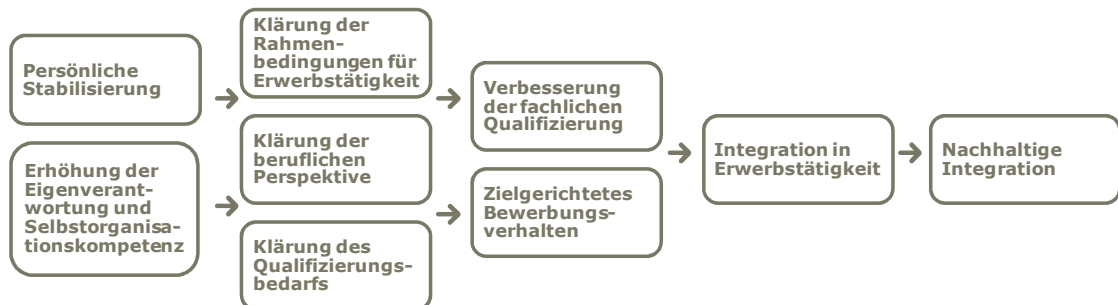 Persönliche
Stabilisierung
Erhöhung der
Eigenverant-
wortung und
Selbstorganisa-
tionskompetenz
Klärung der
Rahmen-
bedingungen für
Erwerbstätigkeit
Klärung der
beruflichen
Perspektive
Klärung des
Qualifizierungs-
bedarfs
Verbesserung
der fachlichen
Qualifizierung
Zielgerichtetes
Bewerbungs-
verhalten
Integration in
Erwerbstätigkeit
Nachhaltige
Integration